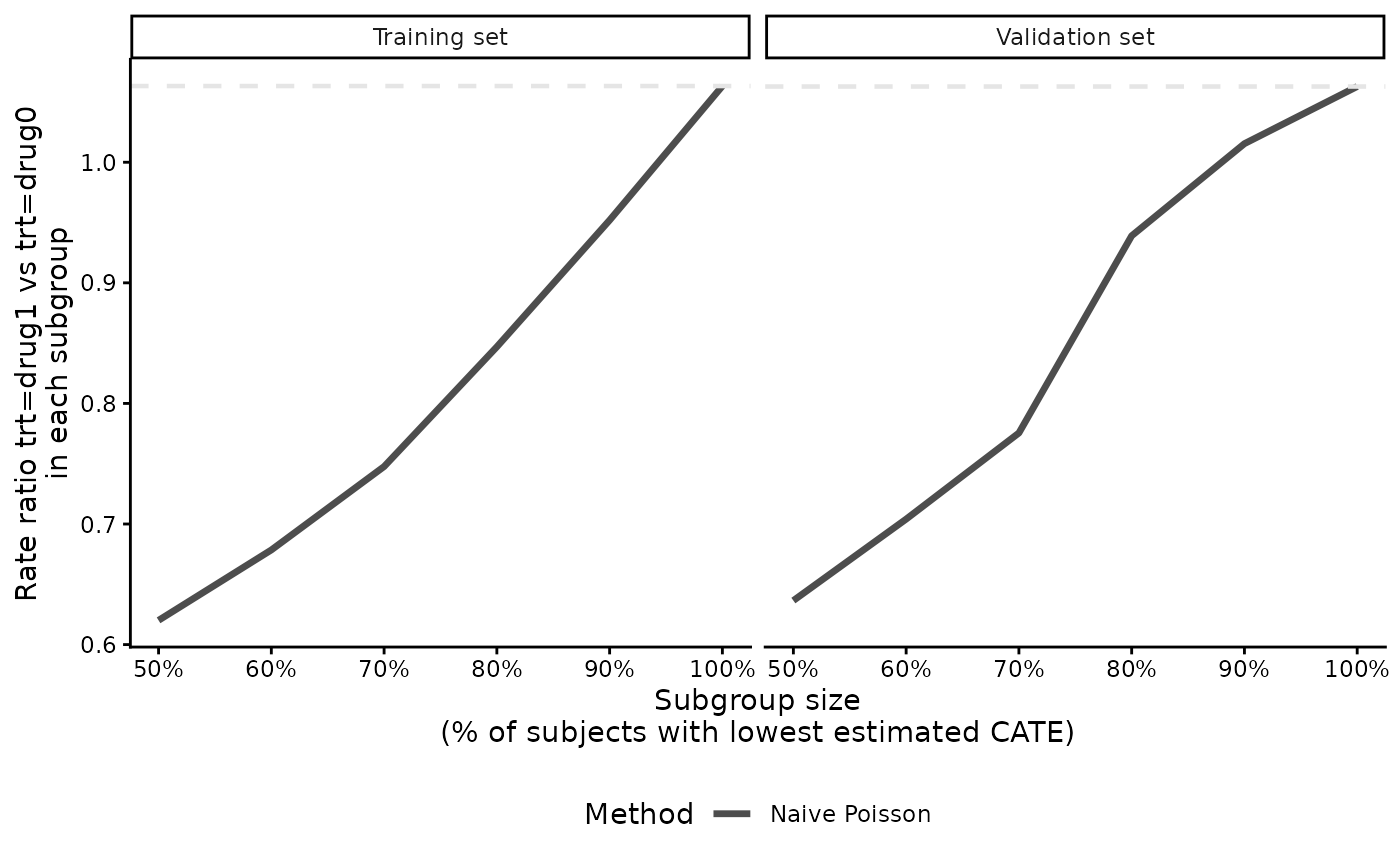 Training set
Validation set
Rate ratio trt=drug1 vs trt=drug0
in each subgroup
1.0
0.9
0.8
0.7
0.6
50%
60%
70%
80%
90%
100%
50%
60%
70%
80%
90%
100%
Subgroup size
(% of subjects with lowest estimated CATE)
Method
Naive Poisson